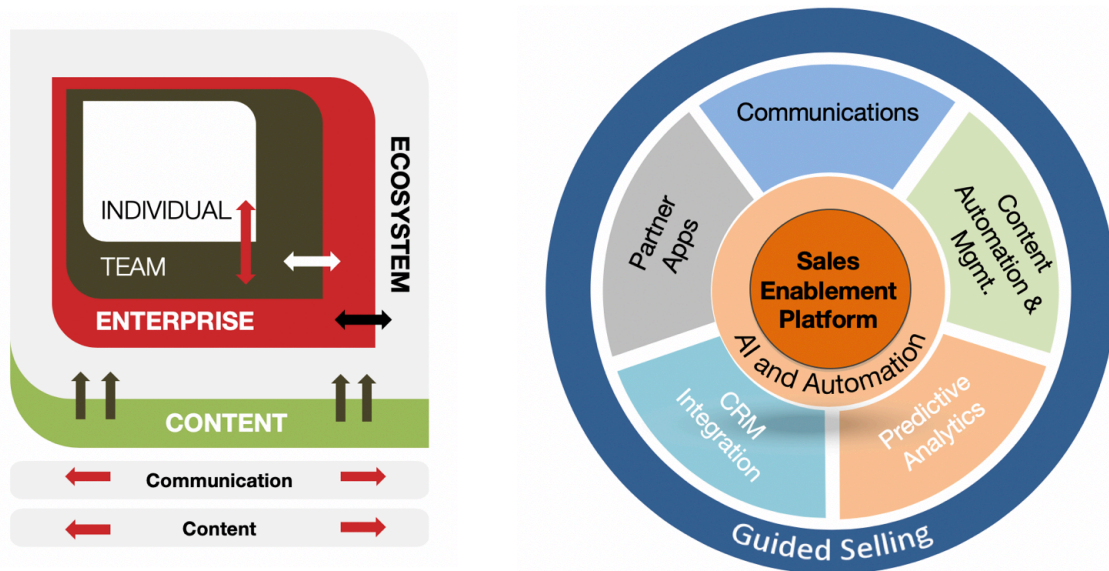 INDIVIDUAL
TEAM
ENTERPRISE
ECOSYSTEM
CONTENT
Communication
Content
Communications
Content
Automation &
Mgmt.
Predictive
Analytics
CRM
Integration
Partner
Apps
Sales
Enablement
Platform
AI and Automation
Guided Selling